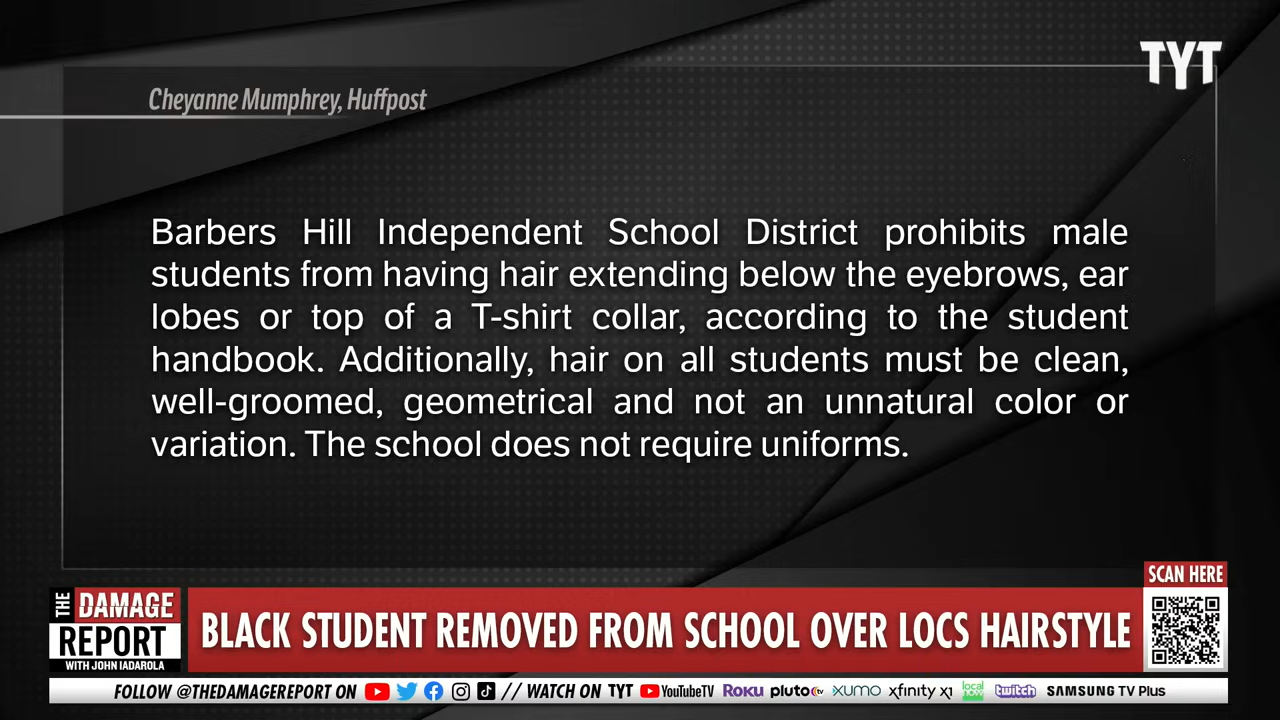 TYT
Cheyanne Mumphrey, Huffpost
Barbers Hill Independent School District prohibits male
students from having hair extending below the eyebrows, ear
lobes or top of a T-shirt collar, according to the student
handbook. Additionally, hair on all students must be clean,
well-groomed, geometrical and not an unnatural color or
variation. The school does not require uniforms.
SCAN HERE
THE DAMAGE
REPORT
WITH JOHN IADAROLA
BLACK STUDENT REMOVED FROM SCHOOL OVER LOCS HAIRSTYLE
FOLLOW @THEDAMAGEREPORT ON // WATCH ON TYT YouTubeTV ROKU pluto tv XUMO xfinity x1 local now twitch SAMSUNG TV Plus